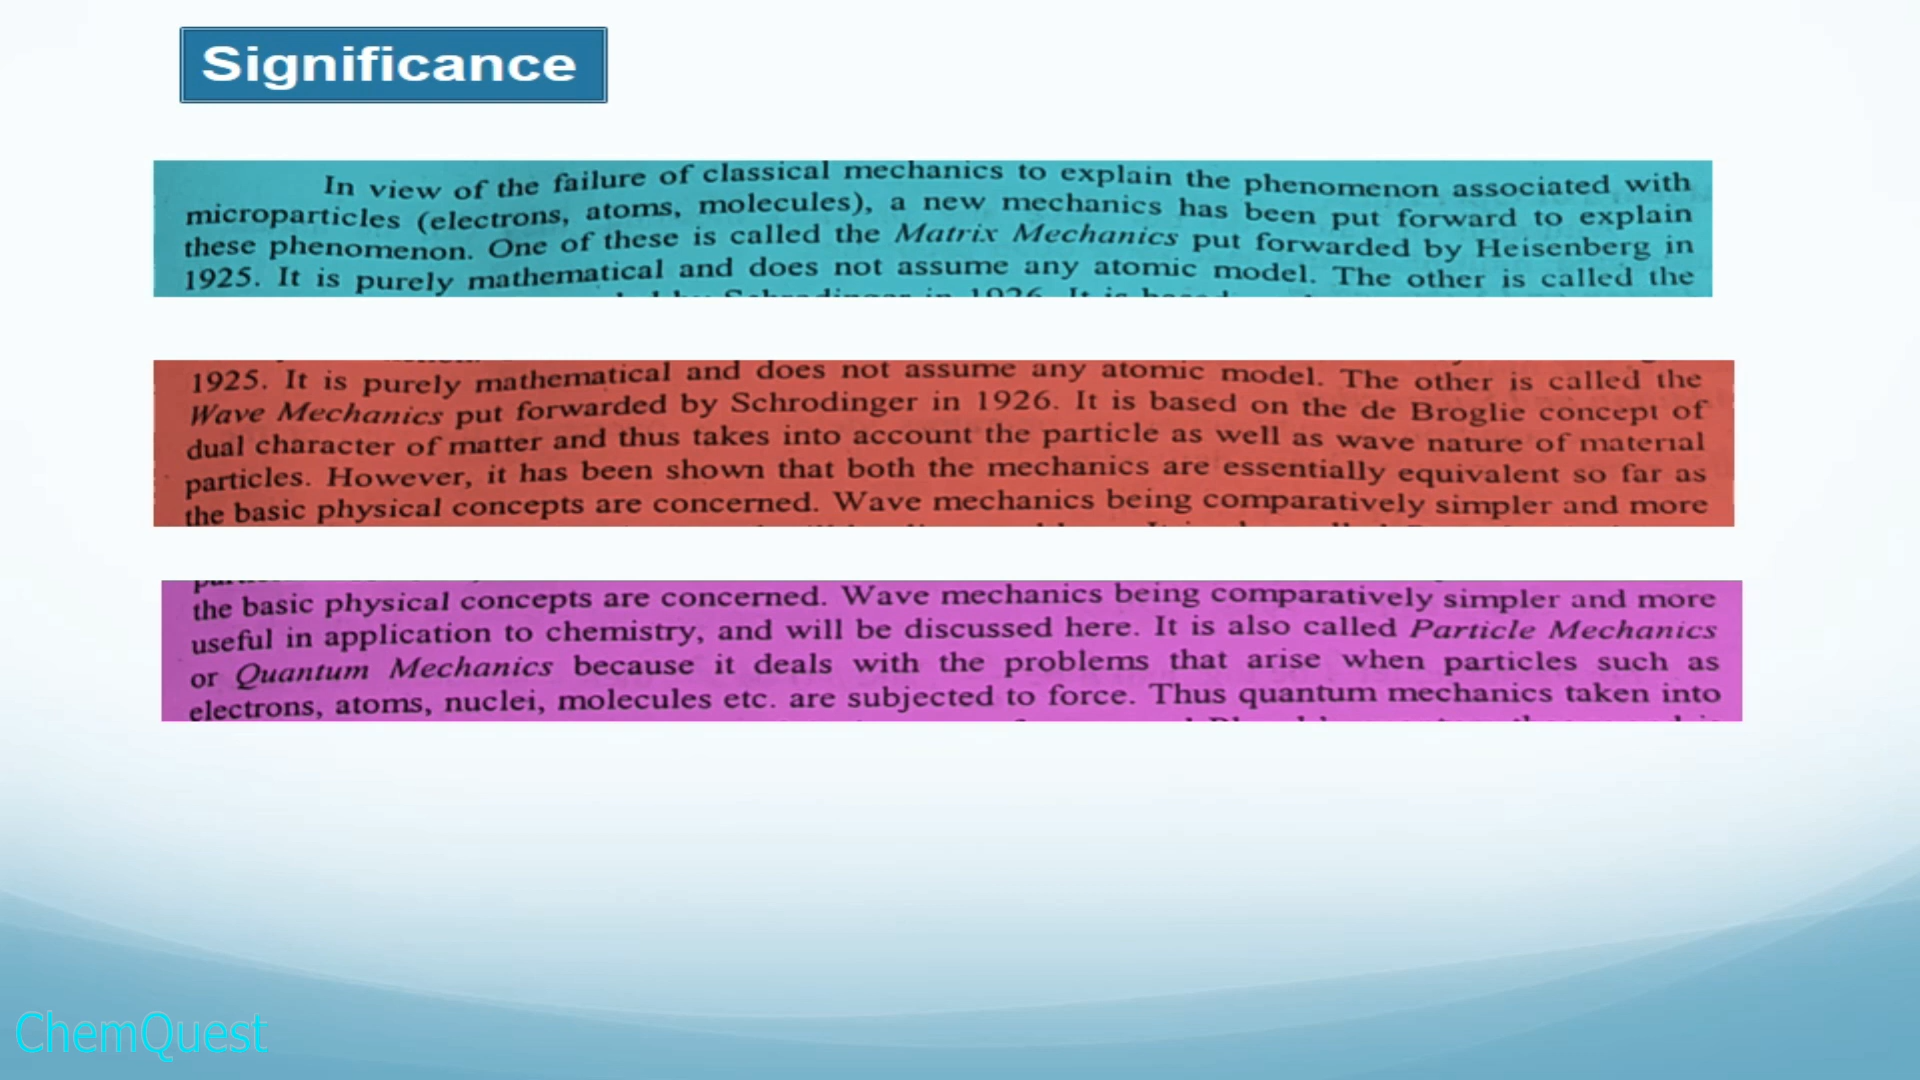 Significance
In view of the failure of classical mechanics to explain the phenomenon associated with
microparticles (electrons, atoms, molecules), a new mechanics has been put forward to explain
these phenomenon. One of these is called the Matrix Mechanics put forwarded by Heisenberg in
1925. It is purely mathematical and does not assume any atomic model. The other is called the
1925. It is purely mathematical and does not assume any atomic model. The other is called the
Wave Mechanics put forwarded by Schrodinger in 1926. It is based on the de Broglie concept of
dual character of matter and thus takes into account the particle as well as wave nature of material
particles. However, it has been shown that both the mechanics are essentially equivalent so far as
the basic physical concepts are concerned. Wave mechanics being comparatively simpler and more
the basic physical concepts are concerned. Wave mechanics being comparatively simpler and more
useful in application to chemistry, and will be discussed here. It is also called Particle Mechanics
or Quantum Mechanics because it deals with the problems that arise when particles such as
electrons, atoms, nuclei, molecules etc. are subjected to force. Thus quantum mechanics taken into
ChemQuest